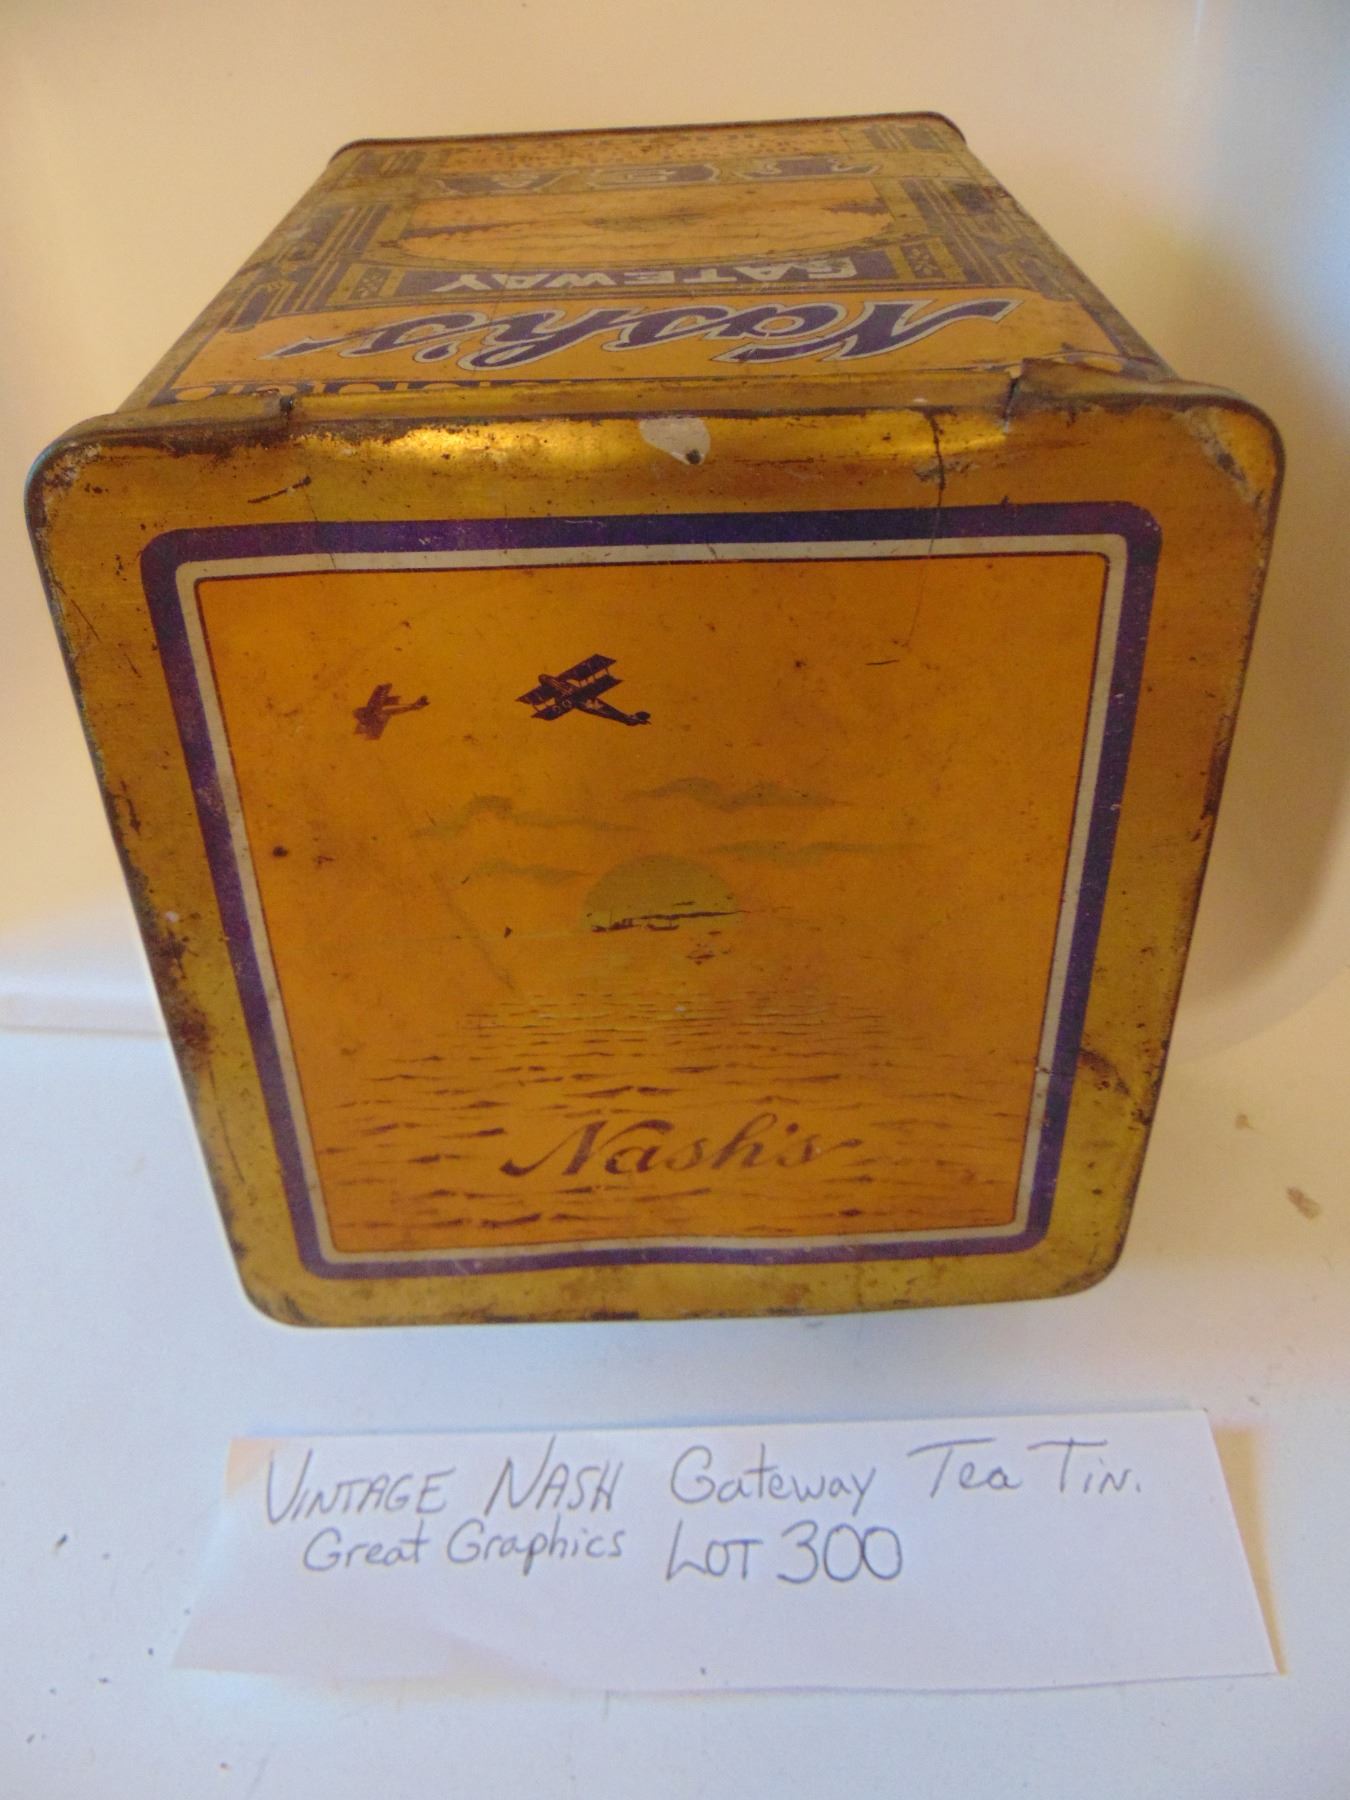 TEA
GATEWAY
Nash's
Nash's
VINTAGE NASH Gateway Tea Tin.
Great Graphics LOT 300